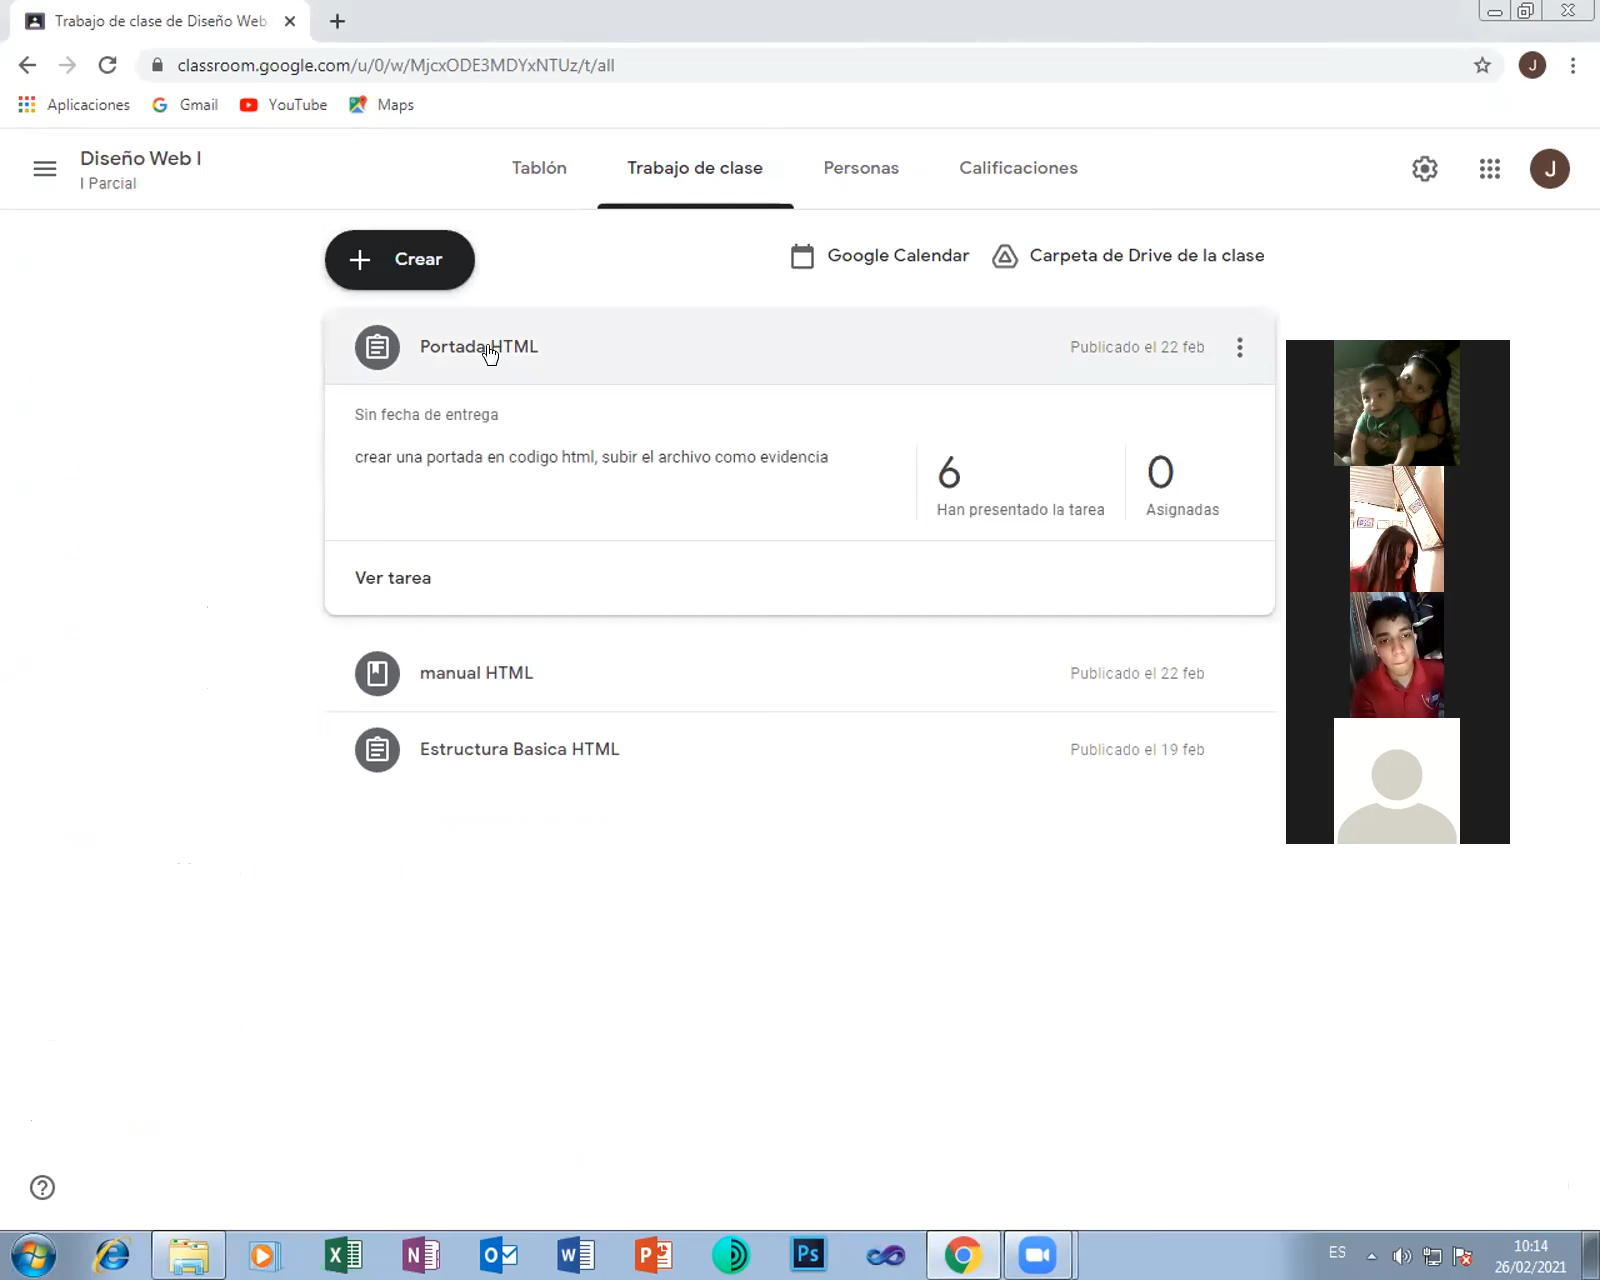 Trabajo de clase de Diseño Web
classroom.google.com/u/0/w/MjcxODE3MDYxNTUz/t/all
J
Aplicaciones
Gmail
YouTube
Maps
Diseño Web I
I Parcial
Tablón
Trabajo de clase
Personas
Calificaciones
J
Crear
Google Calendar
Carpeta de Drive de la clase
Portada HTML
Publicado el 22 feb
Sin fecha de entrega
crear una portada en codigo html, subir el archivo como evidencia
6
Han presentado la tarea
0
Asignadas
Ver tarea
manual HTML
Publicado el 22 feb
Estructura Basica HTML
Publicado el 19 feb
ES
10:14
26/02/2021